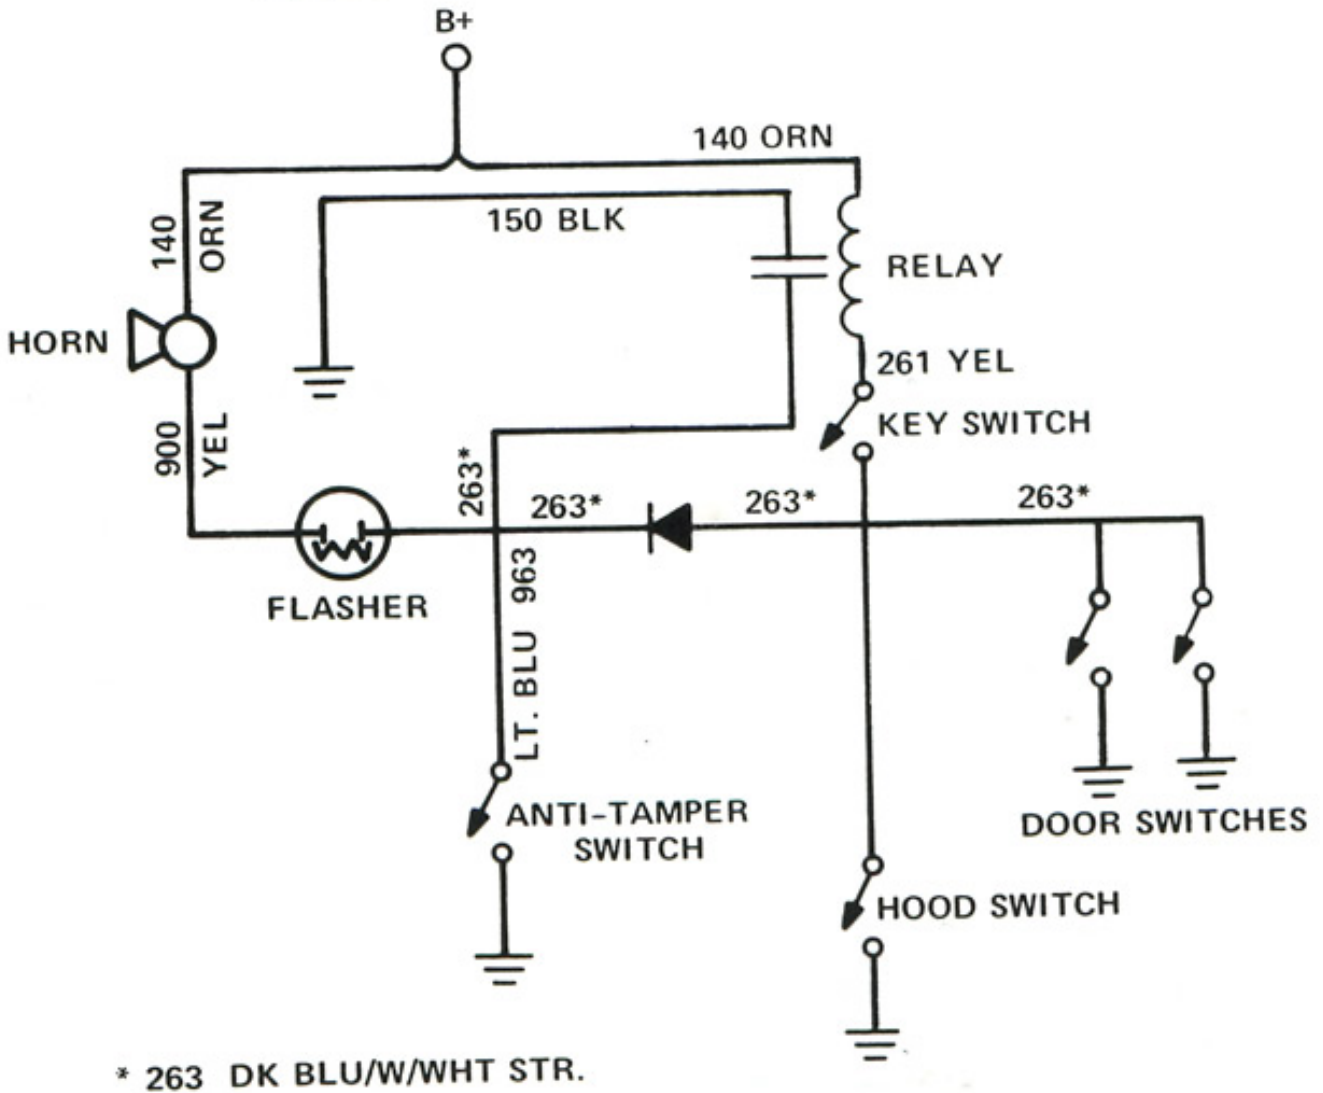 B+
140 ORN
150 BLK
140
ORN
RELAY
HORN
261 YEL
KEY SWITCH
900
YEL
263*
263*
263*
263*
FLASHER
LT. BLU 963
ANTI-TAMPER
SWITCH
DOOR SWITCHES
HOOD SWITCH
* 263 DK BLU/W/WHT STR.